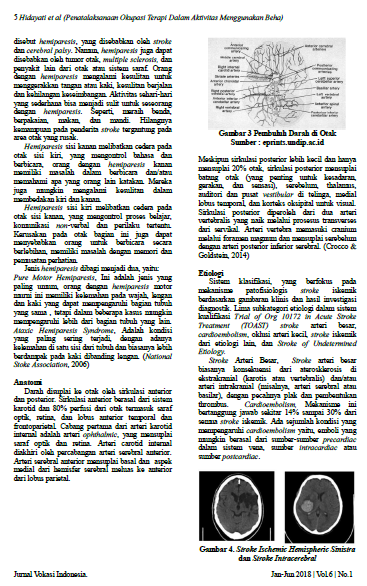 5 Hidayati et al (Penatalaksanaan Okupasi Terapi Dalam Aktivitas Menggunakan Beha)
disebut hemiparesis, yang disebabkan oleh stroke
dan cerebral palsy. Namun, hemiparesis juga dapat
disebabkan oleh tumor otak, multiple sclerosis, dan
penyakit lain dari otak atau sistem saraf. Orang
dengan hemiparesis mengalami kesulitan untuk
menggerakkan tangan atau kaki, kesulitan berjalan
dan kehilangan keseimbangan. Aktivitas sehari-hari
yang sederhana bisa menjadi sulit untuk seseorang
dengan hemiparesis. Seperti, meraih benda,
berpakaian, makan, dan mandi. Hilangnya
kemampuan pada penderita stroke tergantung pada
area otak yang rusak.
Hemiparesis sisi kanan melibatkan cedera pada
otak sisi kiri, yang mengontrol bahasa dan
berbicara, orang dengan hemiparesis kanan
memiliki masalah dalam berbicara dan/atau
memahami apa yang orang lain katakan. Mereka
juga mungkin mengalami kesulitan dalam
membedakan kiri dan kanan.
Hemiparesis sisi kiri melibatkan cedera pada
otak sisi kanan, yang mengontrol proses belajar,
komunikasi non-verbal dan perilaku tertentu.
Kerusakan pada otak bagian ini juga dapat
menyebabkan orang untuk berbicara secara
berlebihan, memiliki masalah dengan memori dan
pemusatan perhatian.
Jenis hemiparesis dibagi menjadi dua, yaitu:
Pure Motor Hemiparesis, Ini adalah jenis yang
paling umum, orang dengan hemiparesis motor
murni ini memiliki kelemahan pada wajah, lengan
dan kaki yang dapat mempengaruhi bagian tubuh
yang sama, tetapi dalam beberapa kasus mungkin
mempengaruhi lebih dari bagian tubuh yang lain.
Ataxic Hemiparesis Syndrome, Adalah kondisi
yang paling sering terjadi, dengan adanya
kelemahan di satu sisi dari tubuh dan biasanya lebih
berdampak pada kaki dibanding lengan. (National
Stoke Association, 2006)
Anatomi
Darah disuplai ke otak oleh sirkulasi anterior
dan posterior. Sirkulasi anterior berasal dari sistem
karotid dan 80% perfusi dari otak termasuk saraf
optik, retina, dan lobus anterior temporal dan
frontoparietal. Cabang pertama dari arteri karotid
internal adalah arteri ophthalmic, yang mensuplai
saraf optik dan retina. Arteri carotid internal
diakhiri oleh percabangan arteri serebral anterior.
Arteri serebral anterior mensuplai basal dan aspek
medial dari hemisfer serebral meluas ke anterior
dari lobus parietal.
Gambar 3 Pembuluh Darah di Otak
Sumber : eprints.undip.ac.id
Meskipun sirkulasi posterior lebih kecil dan hanya
mensuplai 20% otak, sirkulasi posterior mensuplai
batang otak (yang penting untuk kesadaran,
gerakan, dan sensasi), serebelum, thalamus,
auditori dan pusat vestibular di telinga, medial
lobus temporal, dan korteks oksipital untuk visual.
Sirkulasi posterior diperoleh dari dua arteri
vertebralis yang naik melalui prosesus transverses
dari servikal. Arteri vertebra memasuki cranium
melalui foramen magnum dan mensuplai serebelum
dengan arteri posterior inferior serebral. (Crocco &
Goldstein, 2014)
Etiologi
Sistem klasifikasi, yang berfokus pada
mekanisme patofisiologis stroke iskemik
berdasarkan gambaran klinis dan hasil investigasi
diagnostik. Lima subkategori etiologi dalam sistem
kualifikasi Trial of Org 10172 in Acute Stroke
Treatment (TOAST) stroke arteri besar,
cardioembolism, oklusi arteri kecil, stroke iskemik
dari etiologi lain, dan Stroke of Undetermined
Etiology.
Stroke Arteri Besar, Stroke arteri besar
biasanya konsekuensi dari aterosklerosis di
ekstrakranial (karotis atau vertebralis) dan/atau
arteri intrakranial (misalnya, arteri serebral atau
basilar), dengan pecahnya plak dan pembentukan
thrombus. Cardioembolism, Mekanisme ini
bertanggung jawab sekitar 14% sampai 30% dari
semua stroke iskemik. Ada sejumlah kondisi yang
mempengaruhi cardioembolism yaitu, emboli yang
mungkin berasal dari sumber-sumber precardiac
dalam sistem vena, sumber intracardiac atau
sumber postcardiac.
Gambar 4. Stroke Ischemic Hemispheric Sinistra
dan Stroke Intracerebral
Jurnal Vokasi Indonesia.
Jan-Jun 2018 | Vol.6 | No.1